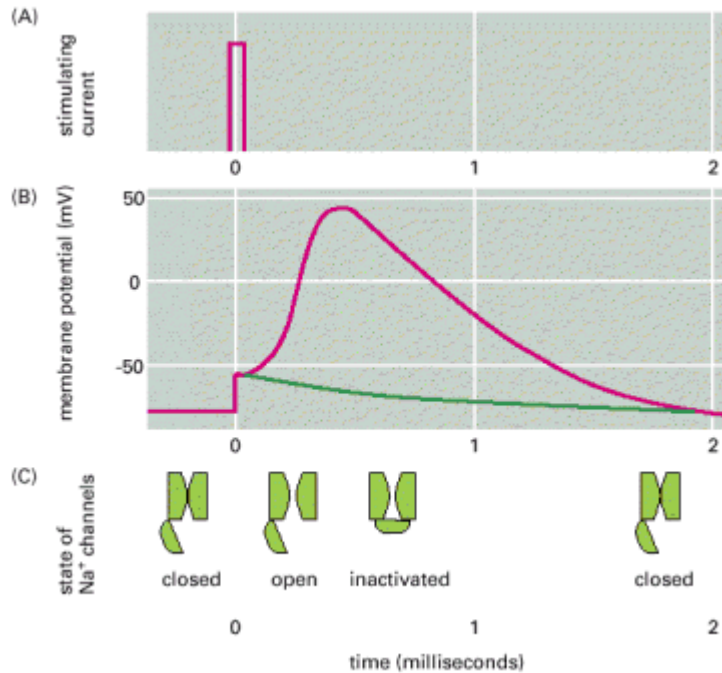 (A)
stimulating
current
0
1
2
(B)
membrane potential (mV)
50
0
-50
0
1
2
(C)
state of
Na⁺ channels
closed
open
inactivated
closed
0
1
2
time (milliseconds)